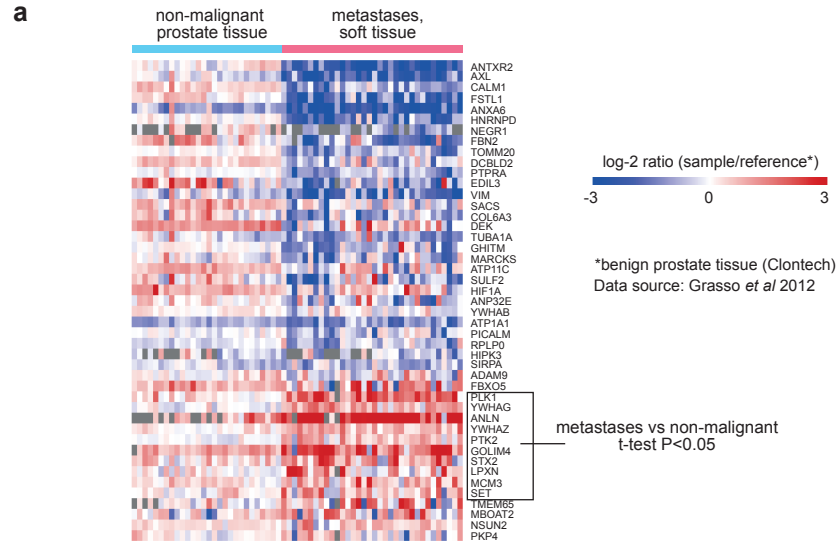 a
non-malignant
prostate tissue
metastases,
soft tissue
ANTXR2
AXL
CALM1
FSTL1
ANXA6
HNRNPD
NEGR1
FBN2
TOMM20
DCBLD2
PTPRA
EDIL3
VIM
SACS
COL6A3
DEK
TUBA1A
GHITM
MARCKS
ATP11C
SULF2
HIF1A
ANP32E
YWHAB
ATP1A1
PICALM
RPLP0
HIPK3
SIRPA
ADAM9
FBXO5
PLK1
YWHAG
ANLN
YWHAZ
PTK2
GOLIM4
STX2
LPXN
MCM3
SET
TMEM65
MBOAT2
NSUN2
PKP4
log-2 ratio (sample/reference*)
-3 0 3
*benign prostate tissue (Clontech)
Data source: Grasso et al 2012
metastases vs non-malignant
t-test P<0.05